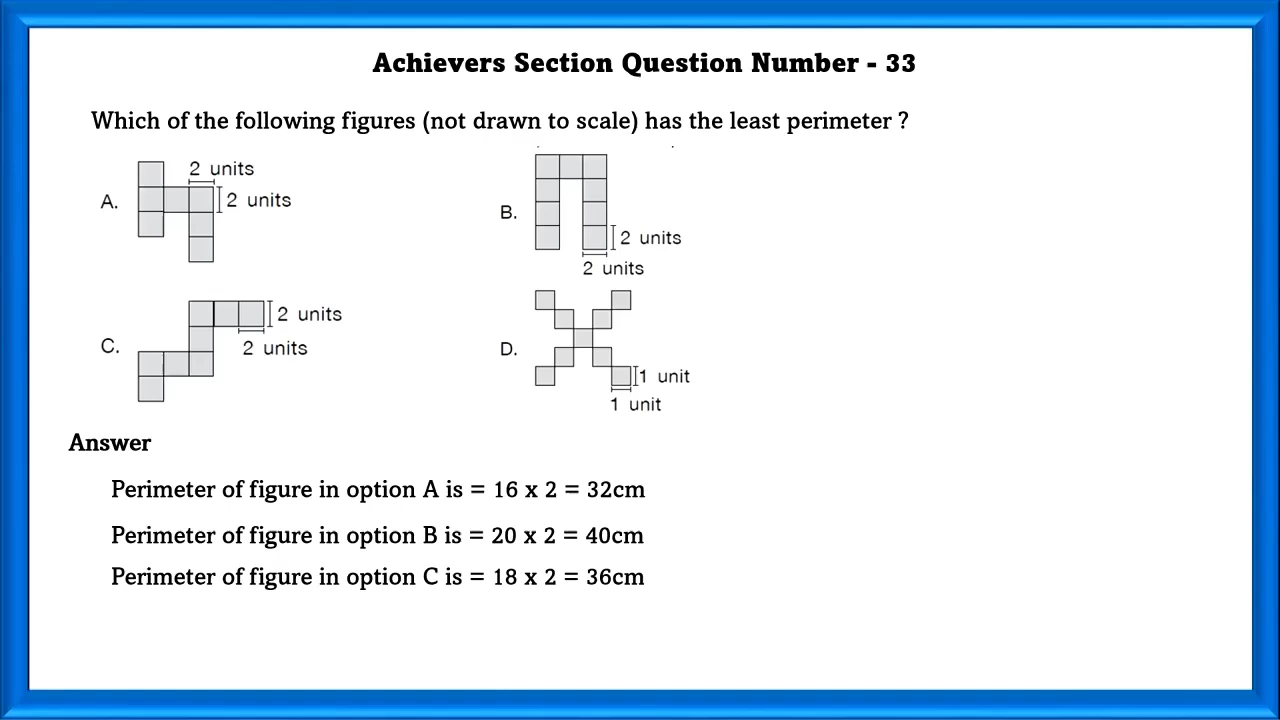 Achievers Section Question Number - 33
Which of the following figures (not drawn to scale) has the least perimeter ?
A.
2 units
2 units
B.
2 units
2 units
C.
2 units
2 units
D.
1 unit
1 unit
Answer
Perimeter of figure in option A is = 16 x 2 = 32cm
Perimeter of figure in option B is = 20 x 2 = 40cm
Perimeter of figure in option C is = 18 x 2 = 36cm